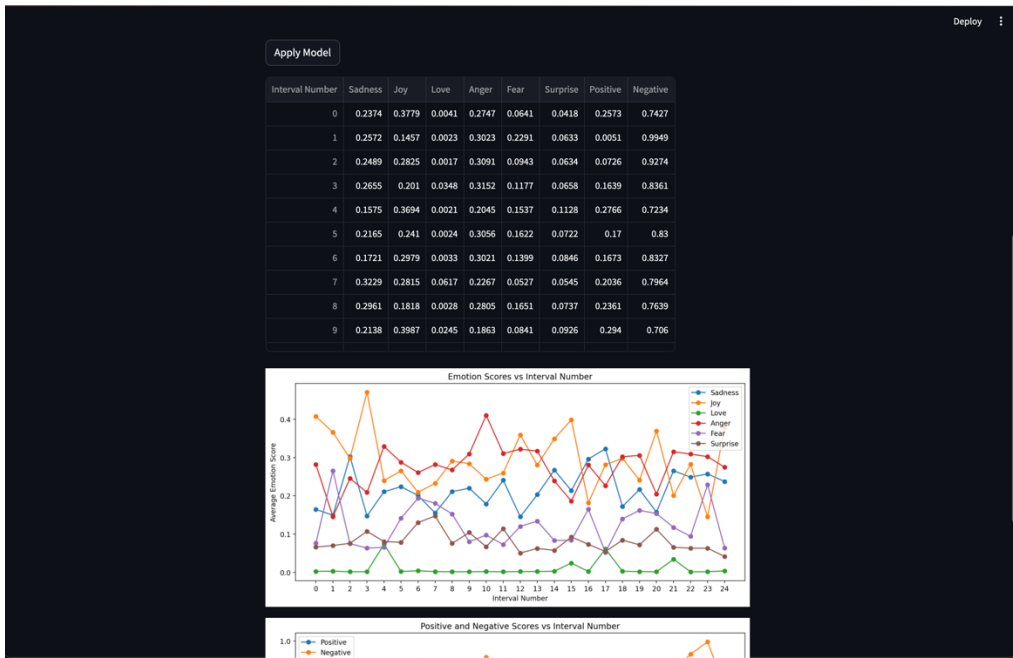 Deploy
Apply Model
Interval Number Sadness Joy Love Anger Fear Surprise Positive Negative
0 0.2374 0.3779 0.0041 0.2747 0.0641 0.0418 0.2573 0.7427
1 0.2572 0.1457 0.0023 0.3023 0.2291 0.0633 0.0051 0.9949
2 0.2489 0.2825 0.0017 0.3091 0.0943 0.0634 0.0726 0.9274
3 0.2655 0.201 0.0348 0.3152 0.1177 0.0658 0.1639 0.8361
4 0.1575 0.3694 0.0021 0.2045 0.1537 0.1128 0.2766 0.7234
5 0.2165 0.241 0.0024 0.3056 0.1622 0.0722 0.17 0.83
6 0.1721 0.2979 0.0033 0.3021 0.1399 0.0846 0.1673 0.8327
7 0.3229 0.2815 0.0617 0.2267 0.0527 0.0545 0.2036 0.7964
8 0.2961 0.1818 0.0028 0.2805 0.1651 0.0737 0.2361 0.7639
9 0.2138 0.3987 0.0245 0.1863 0.0841 0.0926 0.294 0.706
Emotion Scores vs Interval Number
Sadness
Joy
Love
Anger
Fear
Surprise
Average Emotion Score
0.4
0.3
0.2
0.1
0.0
0 1 2 3 4 5 6 7 8 9 10 11 12 13 14 15 16 17 18 19 20 21 22 23 24
Interval Number
Positive and Negative Scores vs Interval Number
1.0
Positive
Negative